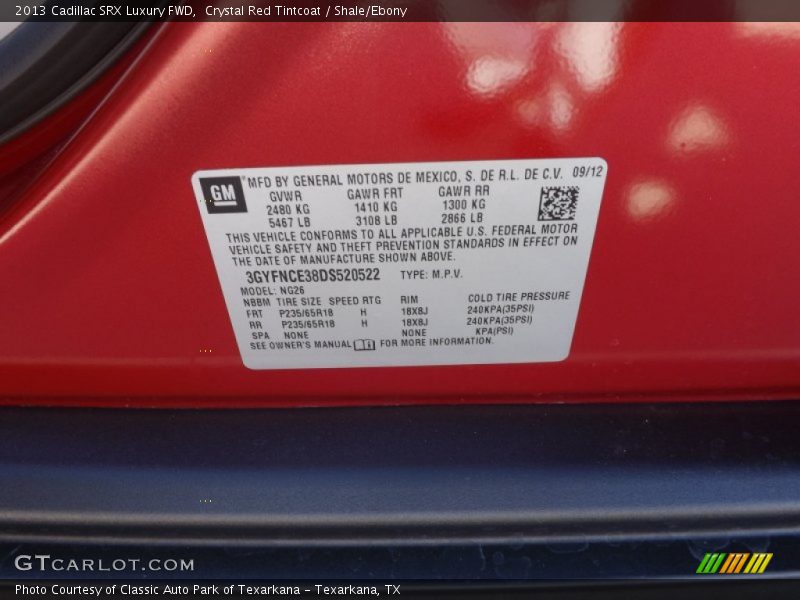 2013 Cadillac SRX Luxury FWD, Crystal Red Tintcoat / Shale/Ebony
GM
MFD BY GENERAL MOTORS DE MEXICO, S. DE R.L. DE C.V. 09/12
GVWR GAWR FRT GAWR RR
2480 KG 1410 KG 1300 KG
5467 LB 3108 LB 2866 LB
THIS VEHICLE CONFORMS TO ALL APPLICABLE U.S. FEDERAL MOTOR
VEHICLE SAFETY AND THEFT PREVENTION STANDARDS IN EFFECT ON
THE DATE OF MANUFACTURE SHOWN ABOVE.
3GYFNCE38DS520522 TYPE: M.P.V.
MODEL: NG26
NBBM TIRE SIZE SPEED RTG RIM COLD TIRE PRESSURE
FRT P235/65R18 H 18X8J 240KPA(35PSI)
RR P235/65R18 H 18X8J 240KPA(35PSI)
SPA NONE NONE KPA(PSI)
SEE OWNER'S MANUAL FOR MORE INFORMATION.
GTCARLOT.COM
Photo Courtesy of Classic Auto Park of Texarkana - Texarkana, TX